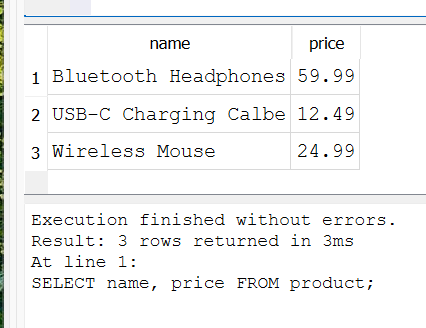 name price
1 Bluetooth Headphones 59.99
2 USB-C Charging Calbe 12.49
3 Wireless Mouse 24.99
Execution finished without errors.
Result: 3 rows returned in 3ms
At line 1:
SELECT name, price FROM product;